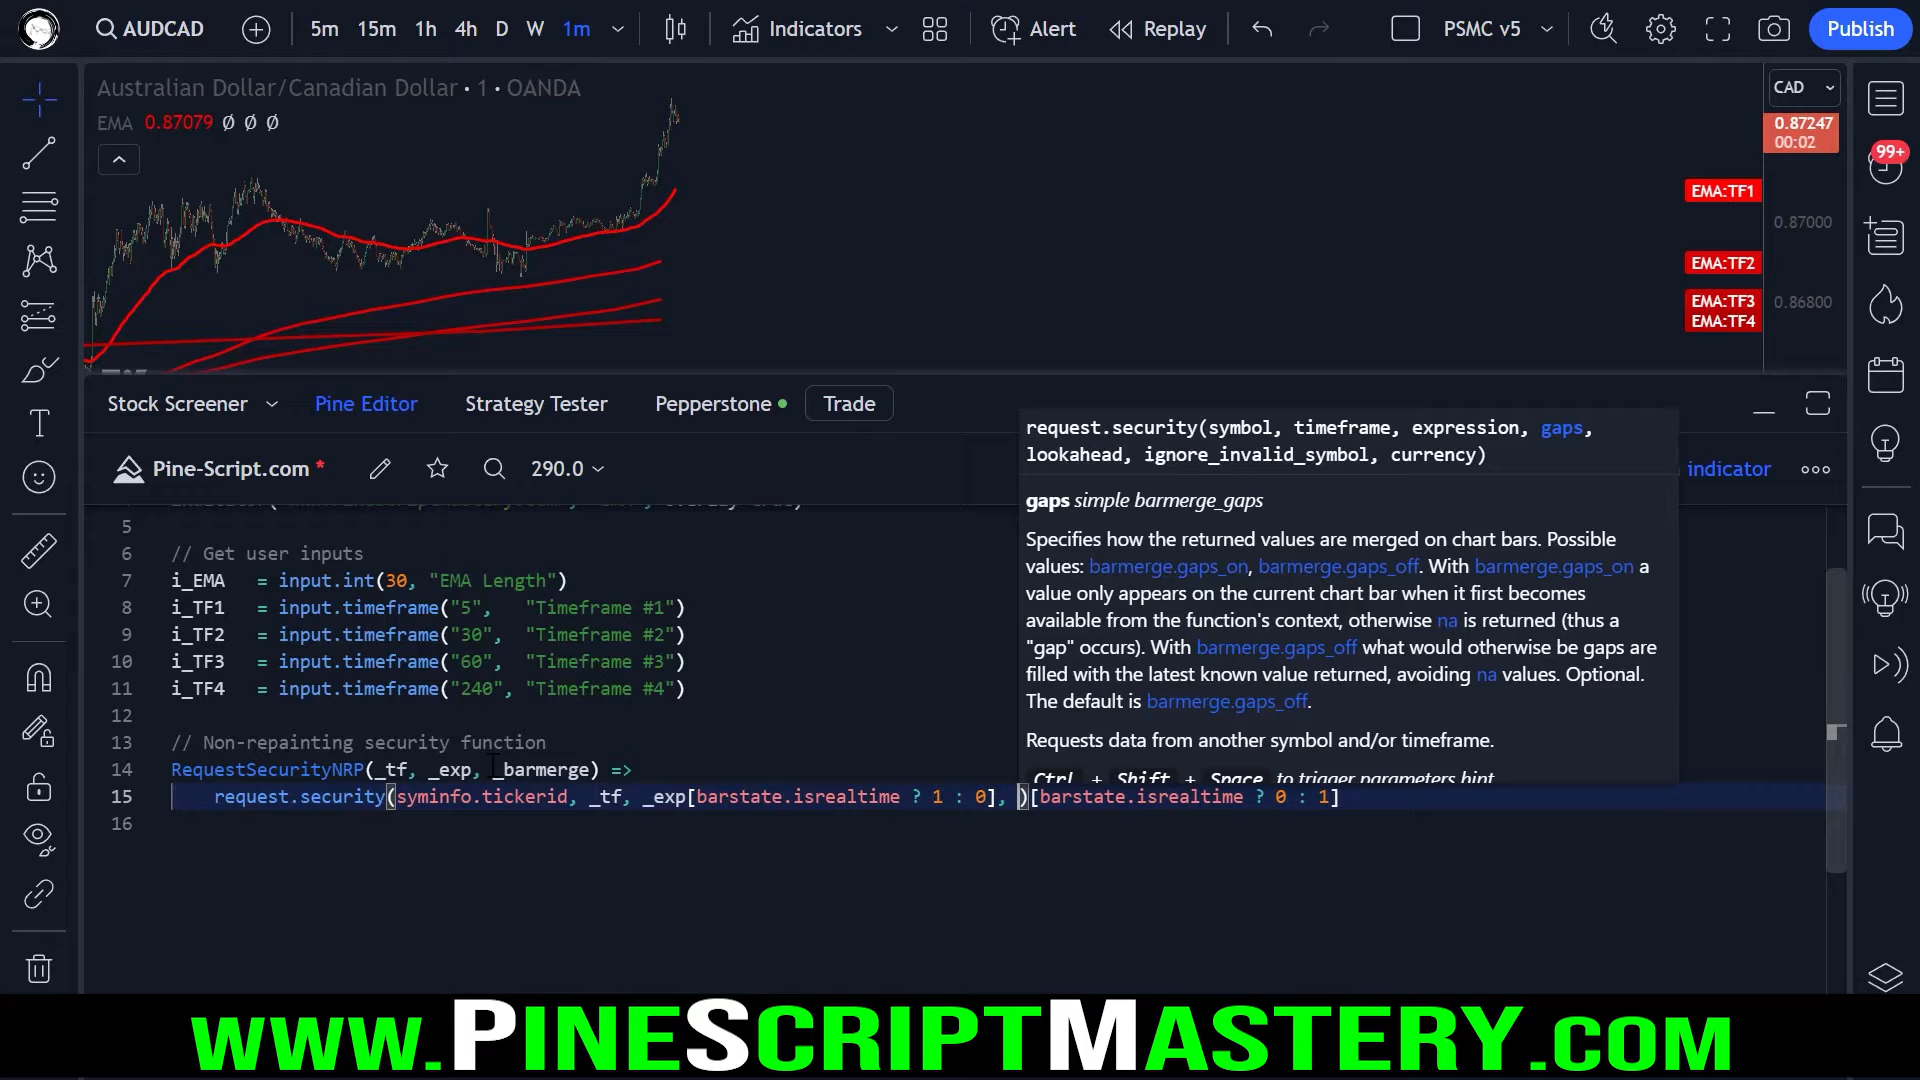 AUDCAD
5m 15m 1h 4h D W 1m
Indicators
Alert
Replay
PSMC v5
Publish
Australian Dollar/Canadian Dollar · 1 · OANDA
EMA 0.87079 Ø Ø Ø
CAD
0.87247
00:02
99+
EMA:TF1
0.87000
EMA:TF2
EMA:TF3
0.86800
EMA:TF4
Stock Screener Pine Editor Strategy Tester Pepperstone Trade
Pine-Script.com * 290.0
indicator
request.security(symbol, timeframe, expression, gaps,
lookahead, ignore_invalid_symbol, currency)
gaps simple barmerge_gaps
Specifies how the returned values are merged on chart bars. Possible
values: barmerge.gaps_on, barmerge.gaps_off. With barmerge.gaps_on a
value only appears on the current chart bar when it first becomes
available from the function's context, otherwise na is returned (thus a
"gap" occurs). With barmerge.gaps_off what would otherwise be gaps are
filled with the latest known value returned, avoiding na values. Optional.
The default is barmerge.gaps_off.
Requests data from another symbol and/or timeframe.
Ctrl + Shift + Space to trigger parameters hint
5
6 // Get user inputs
7 i_EMA = input.int(30, "EMA Length")
8 i_TF1 = input.timeframe("5", "Timeframe #1")
9 i_TF2 = input.timeframe("30", "Timeframe #2")
10 i_TF3 = input.timeframe("60", "Timeframe #3")
11 i_TF4 = input.timeframe("240", "Timeframe #4")
12
13 // Non-repainting security function
14 RequestSecurityNRP(_tf, _exp, _barmerge) =>
15 request.security(syminfo.tickerid, _tf, _exp[barstate.isrealtime ? 1 : 0], )[barstate.isrealtime ? 0 : 1]
16
www.PineScriptMastery.com